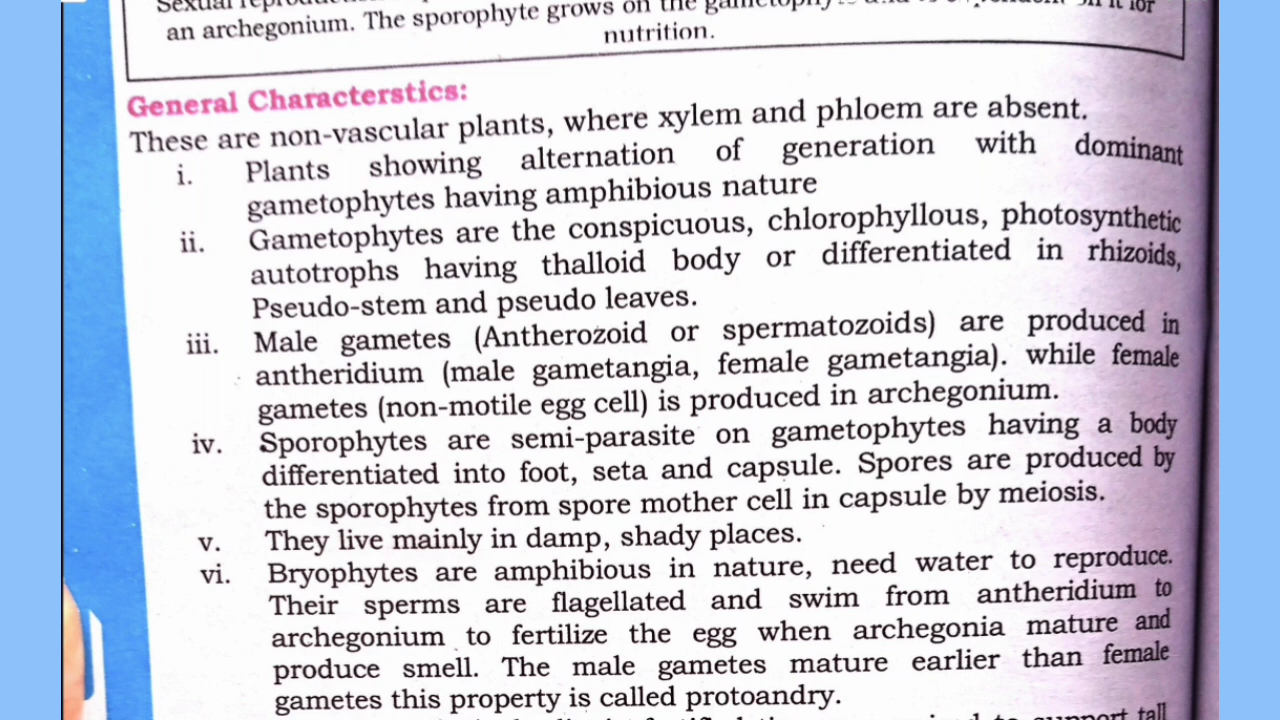 an archegonium. The sporophyte grows on the
nutrition.
General Characterstics:
These are non-vascular plants, where xylem and phloem are absent.
i. Plants showing alternation of generation with dominant
gametophytes having amphibious nature
ii. Gametophytes are the conspicuous, chlorophyllous, photosynthetic
autotrophs having thalloid body or differentiated in rhizoids,
Pseudo-stem and pseudo leaves.
iii. Male gametes (Antherozoid or spermatozoids) are produced in
antheridium (male gametangia, female gametangia). while female
gametes (non-motile egg cell) is produced in archegonium.
iv. Sporophytes are semi-parasite on gametophytes having a body
differentiated into foot, seta and capsule. Spores are produced by
the sporophytes from spore mother cell in capsule by meiosis.
v. They live mainly in damp, shady places.
vi. Bryophytes are amphibious in nature, need water to reproduce.
Their sperms are flagellated and swim from antheridium to
archegonium to fertilize the egg when archegonia mature and
produce smell. The male gametes mature earlier than female
gametes this property is called protoandry.
support tall